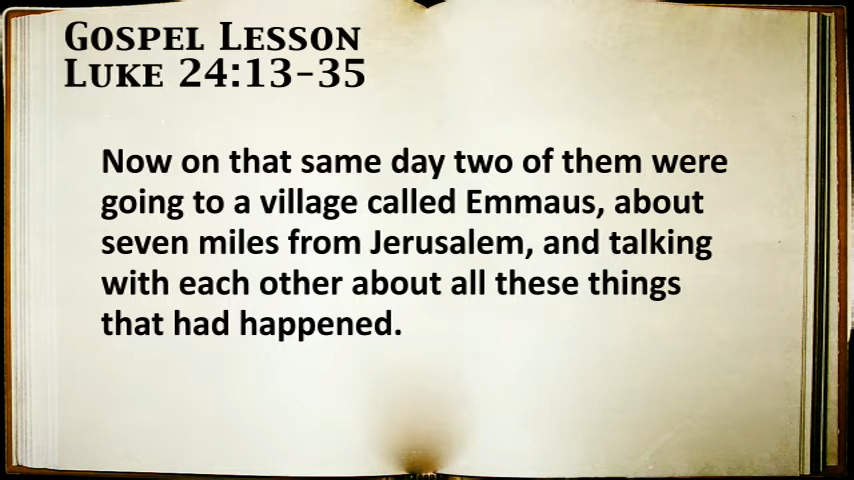 Gospel Lesson
Luke 24:13-35
Now on that same day two of them were
going to a village called Emmaus, about
seven miles from Jerusalem, and talking
with each other about all these things
that had happened.